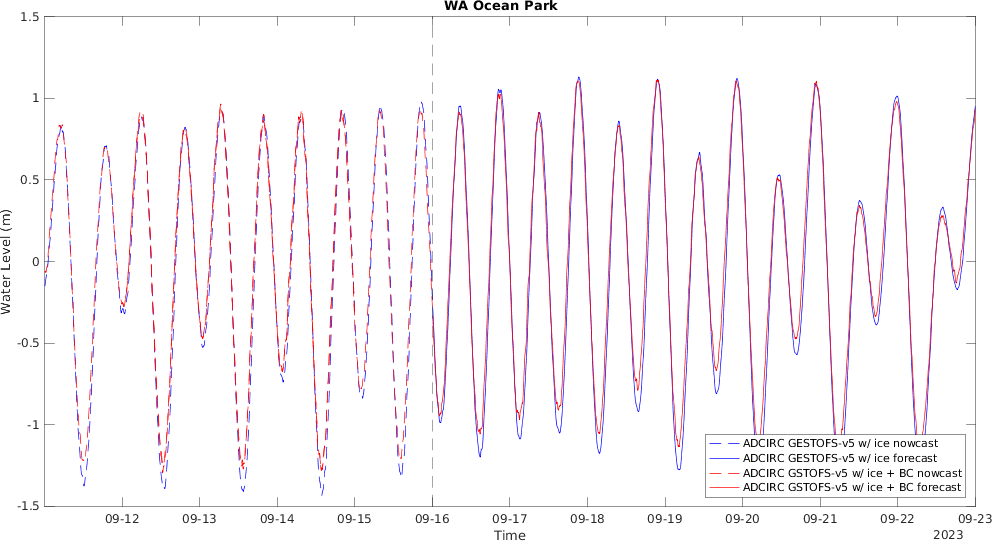 WA Ocean Park
1.5
1
0.5
0
-0.5
-1
-1.5
Water Level (m)
ADCIRC GESTOFS-v5 w/ ice nowcast
ADCIRC GESTOFS-v5 w/ ice forecast
ADCIRC GSTOFS-v5 w/ ice + BC nowcast
ADCIRC GSTOFS-v5 w/ ice + BC forecast
09-12 09-13 09-14 09-15 09-16 09-17 09-18 09-19 09-20 09-21 09-22 09-23
Time
2023